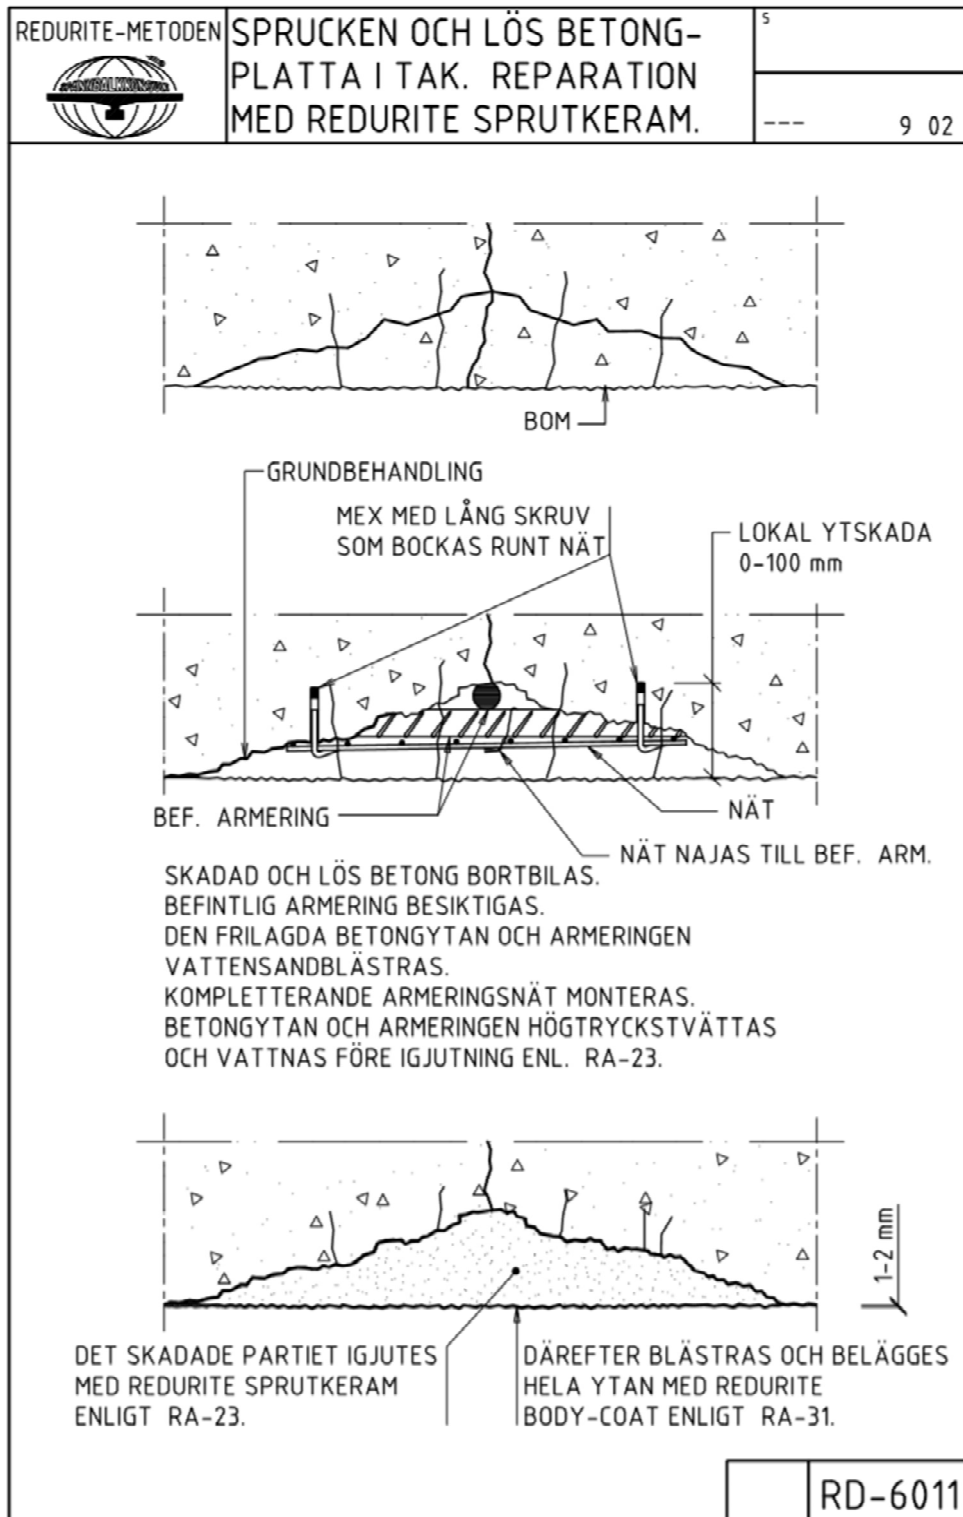 REDURITE-METODEN
SPÄNNBALKKONSULT
SPRUCKEN OCH LÖS BETONG-
PLATTA I TAK. REPARATION
MED REDURITE SPRUTKERAM.
S
--- 9 02
BOM
GRUNDBEHANDLING
MEX MED LÅNG SKRUV
SOM BOCKAS RUNT NÄT
LOKAL YTSKADA
0-100 mm
BEF. ARMERING
NÄT
NÄT NAJAS TILL BEF. ARM.
SKADAD OCH LÖS BETONG BORTBILAS.
BEFINTLIG ARMERING BESIKTIGAS.
DEN FRILAGDA BETONGYTAN OCH ARMERINGEN
VATTENSANDBLÄSTRAS.
KOMPLETTERANDE ARMERINGSNÄT MONTERAS.
BETONGYTAN OCH ARMERINGEN HÖGTRYCKSTVÄTTAS
OCH VATTNAS FÖRE IGJUTNING ENL. RA-23.
1-2 mm
DET SKADADE PARTIET IGJUTES
MED REDURITE SPRUTKERAM
ENLIGT RA-23.
DÄREFTER BLÄSTRAS OCH BELÄGGES
HELA YTAN MED REDURITE
BODY-COAT ENLIGT RA-31.
RD-6011